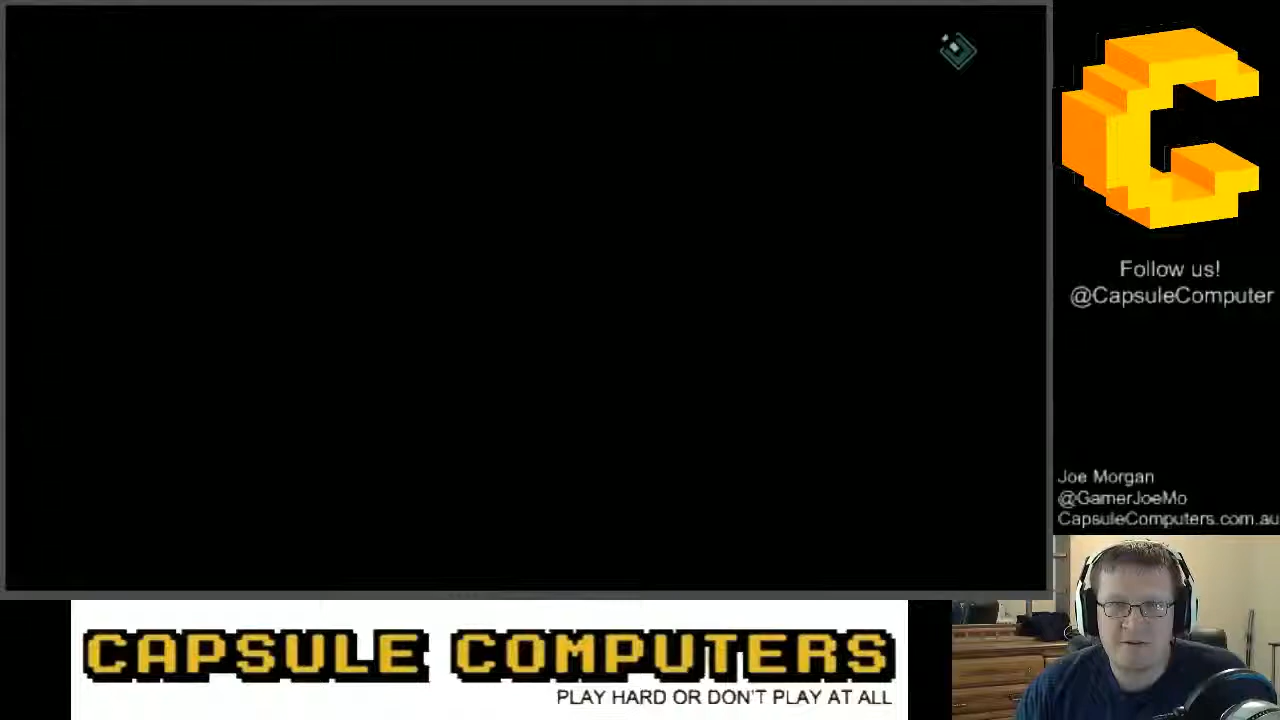 Follow us!
@CapsuleComputer
Joe Morgan
@GamerJoeMo
CapsuleComputers.com.au
CAPSULE COMPUTERS
PLAY HARD OR DON'T PLAY AT ALL